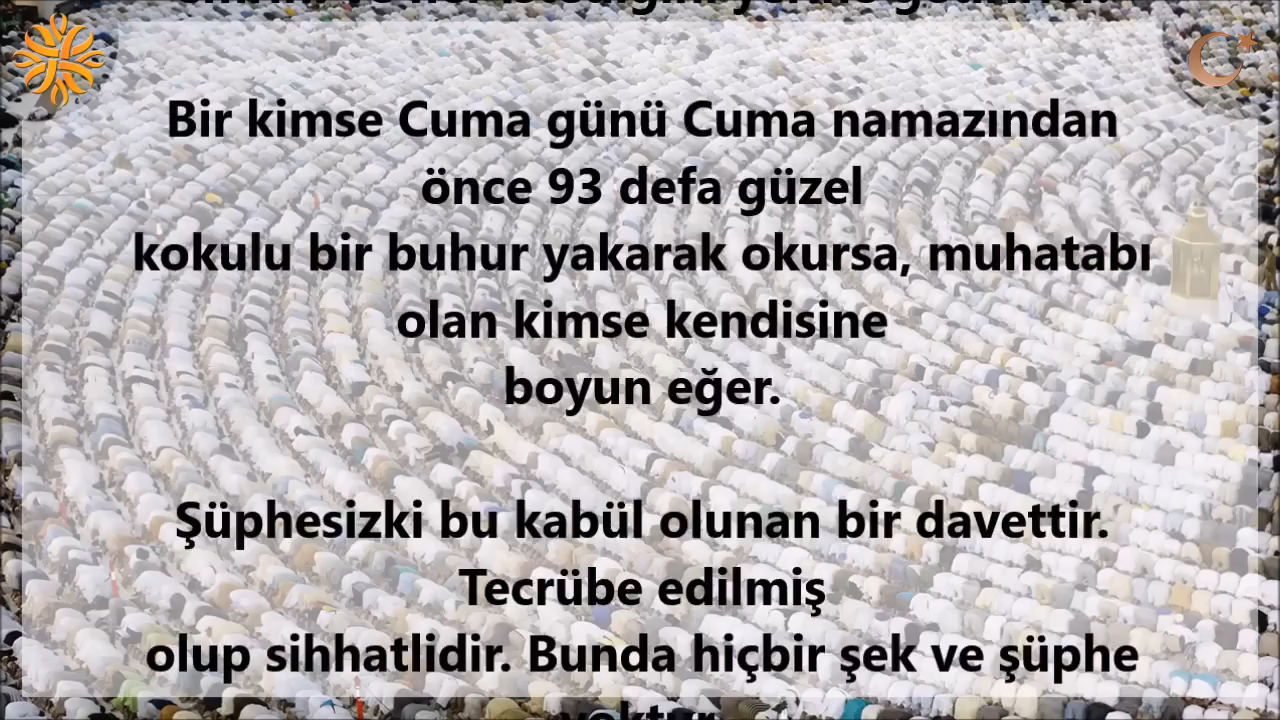 Bir kimse Cuma günü Cuma namazından
önce 93 defa güzel
kokulu bir buhur yakarak okursa, muhatabı
olan kimse kendisine
boyun eğer.
Şüphesizki bu kabül olunan bir davettir.
Tecrübe edilmiş
olup sihhatlidir. Bunda hiçbir şek ve şüphe
yoktur.